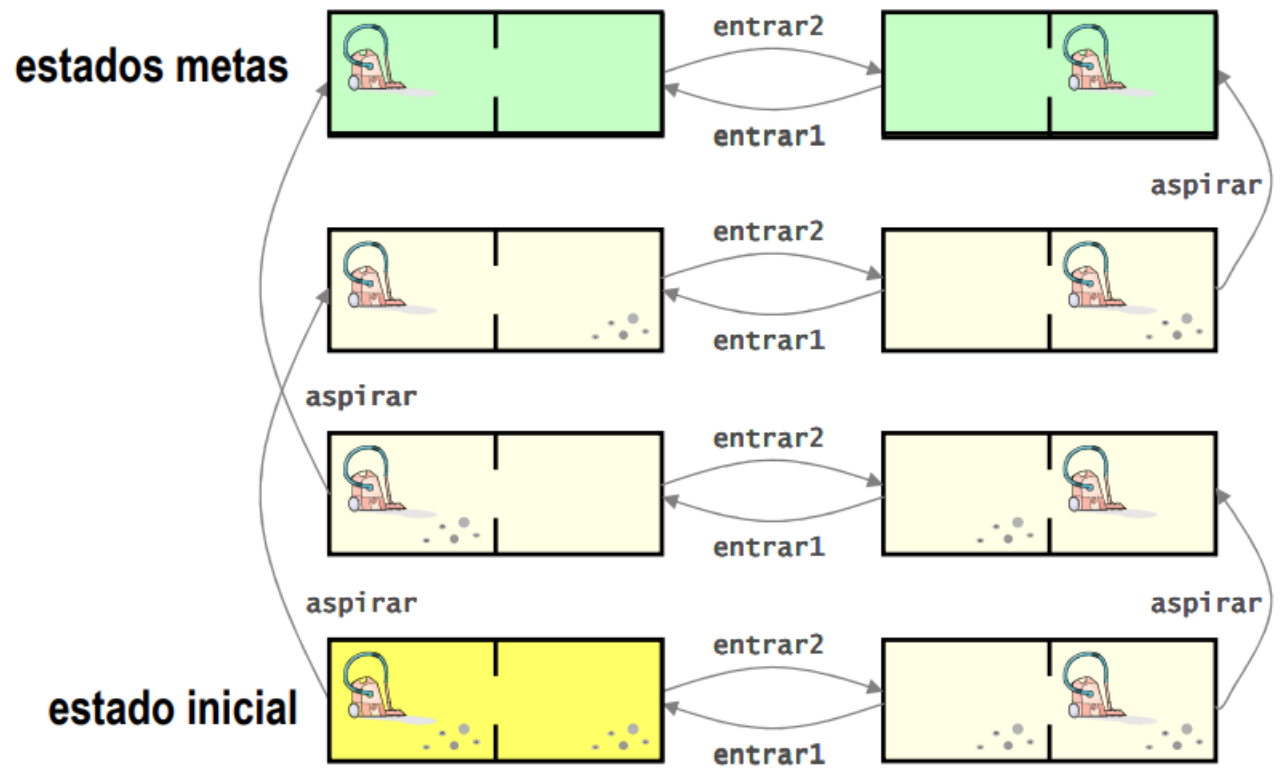 entrar2
estados metas
entrar1
aspirar
entrar2
entrar1
aspirar
entrar2
entrar1
aspirar
aspirar
entrar2
estado inicial
entrar1